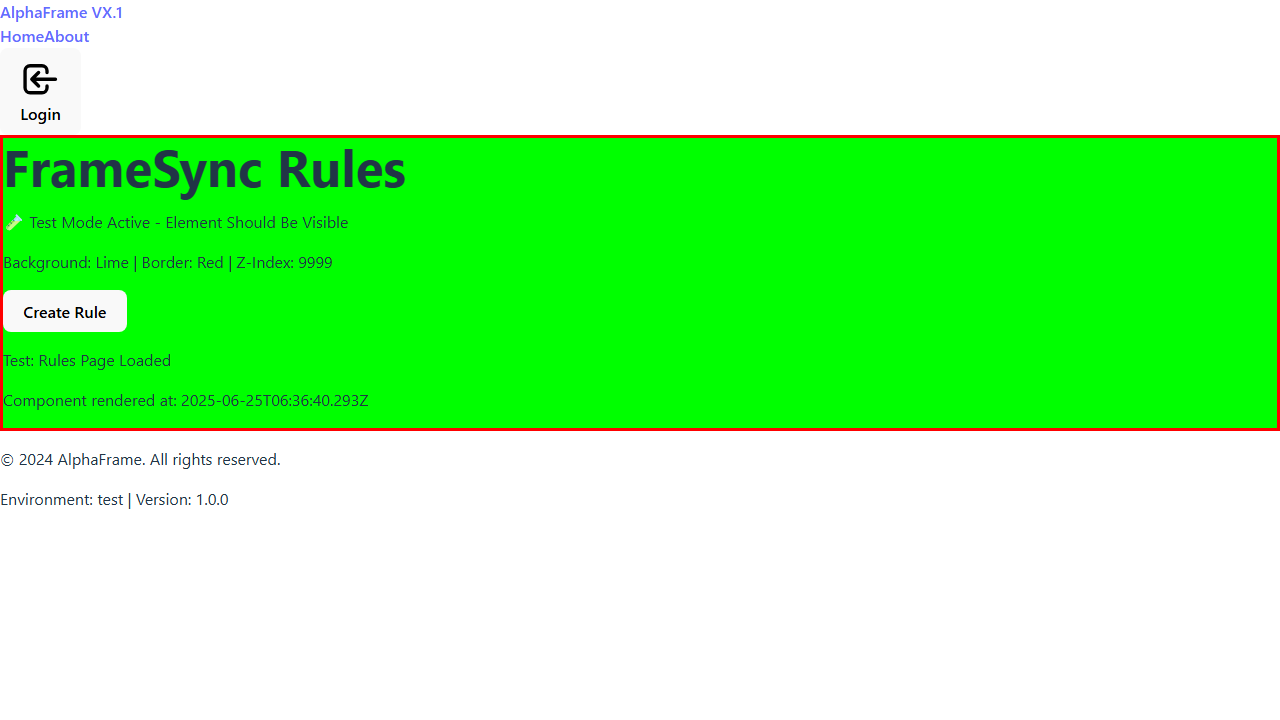 AlphaFrame VX.1
HomeAbout
Login
FrameSync Rules
🧪 Test Mode Active - Element Should Be Visible
Background: Lime | Border: Red | Z-Index: 9999
Create Rule
Test: Rules Page Loaded
Component rendered at: 2025-06-25T06:36:40.293Z
© 2024 AlphaFrame. All rights reserved.
Environment: test | Version: 1.0.0